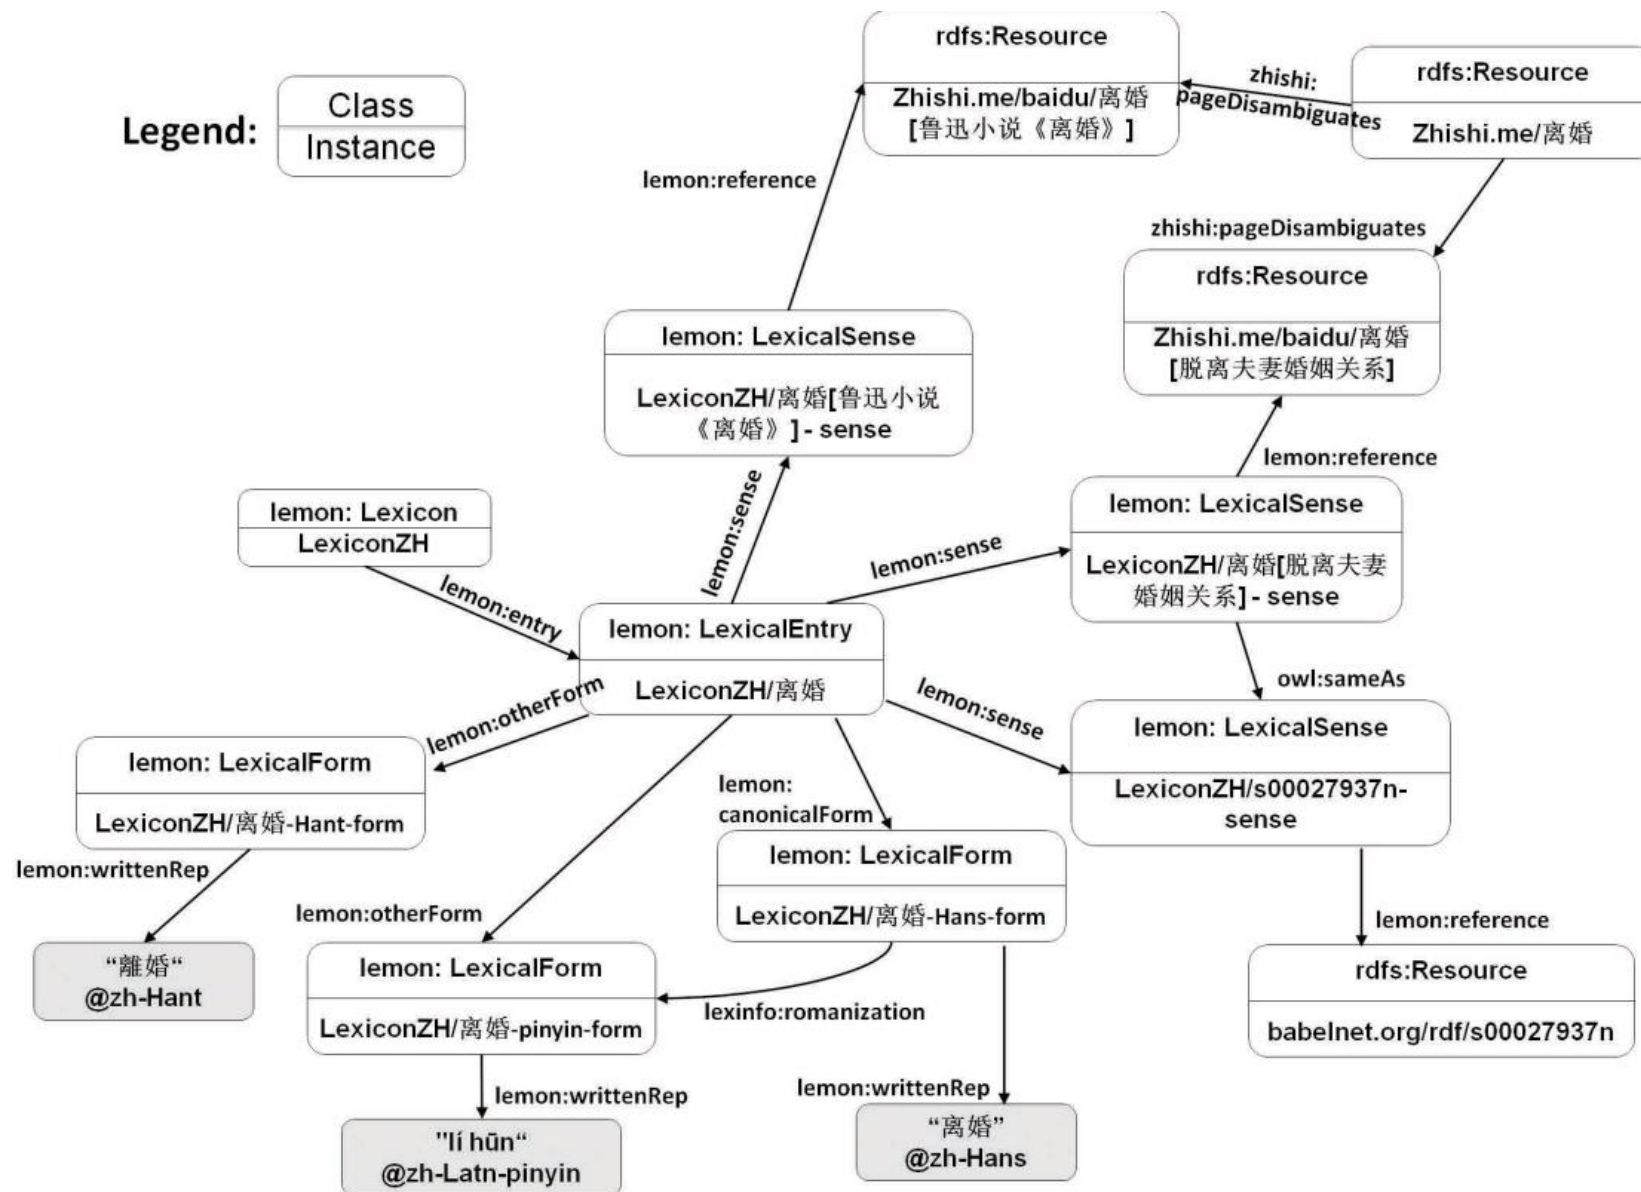 rdfs:Resource
Zhishi.me/baidu/离婚
[鲁迅小说《离婚》]
zhishi:
pageDisambiguates
rdfs:Resource
Zhishi.me/离婚
Legend:
Class
Instance
lemon:reference
zhishi:pageDisambiguates
rdfs:Resource
Zhishi.me/baidu/离婚
[脱离夫妻婚姻关系]
lemon: LexicalSense
LexiconZH/离婚[鲁迅小说
《离婚》] - sense
lemon:reference
lemon: LexicalSense
LexiconZH/离婚[脱离夫妻
婚姻关系] - sense
lemon: Lexicon
LexiconZH
lemon:sense
lemon:sense
lemon:entry
lemon: LexicalEntry
LexiconZH/离婚
owl:sameAs
lemon:sense
lemon: LexicalSense
LexiconZH/s00027937n-
sense
lemon:otherForm
lemon: LexicalForm
LexiconZH/离婚-Hant-form
lemon:
canonicalForm
lemon: LexicalForm
LexiconZH/离婚-Hans-form
lemon:writtenRep
lemon:otherForm
lemon:reference
“離婚“
@zh-Hant
lemon: LexicalForm
LexiconZH/离婚-pinyin-form
lexinfo:romanization
rdfs:Resource
babelnet.org/rdf/s00027937n
lemon:writtenRep
lemon:writtenRep
”lí hūn“
@zh-Latn-pinyin
“离婚”
@zh-Hans